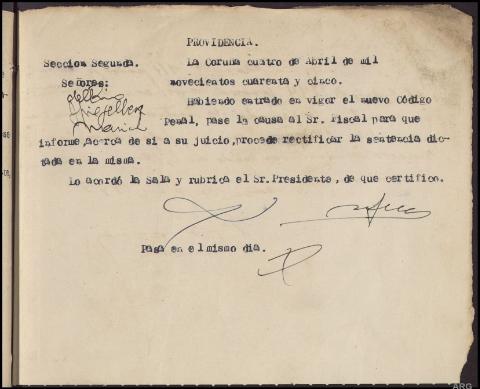 PROVIDENCIA.
Seccion Segunda. La Coruña cuatro de Abril de mil
Señores: novecientos cuarenta y cinco.
Habiendo entrado en vigor el nuevo Código
Penal, pase la causa al Sr. Fiscal para que
informe, acerca de si a su juicio, procede rectificar la sentencia dic-
tada en la misma.
Lo acordó la Sala y rubrica el Sr. Presidente, de que certifico.
Pasa en el mismo dia.
ARG